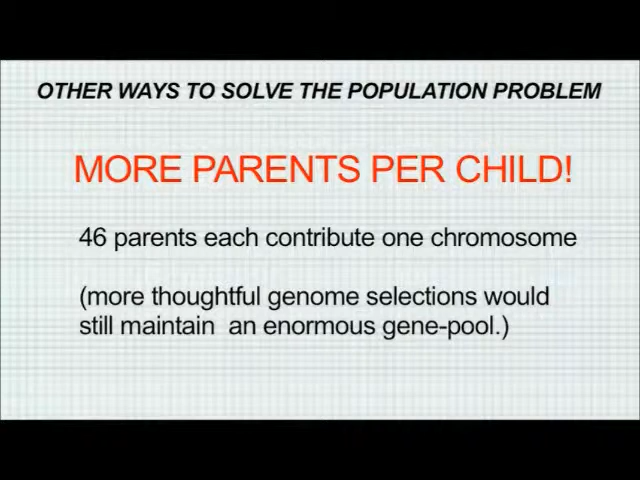 OTHER WAYS TO SOLVE THE POPULATION PROBLEM
MORE PARENTS PER CHILD!
46 parents each contribute one chromosome
(more thoughtful genome selections would
still maintain an enormous gene-pool.)